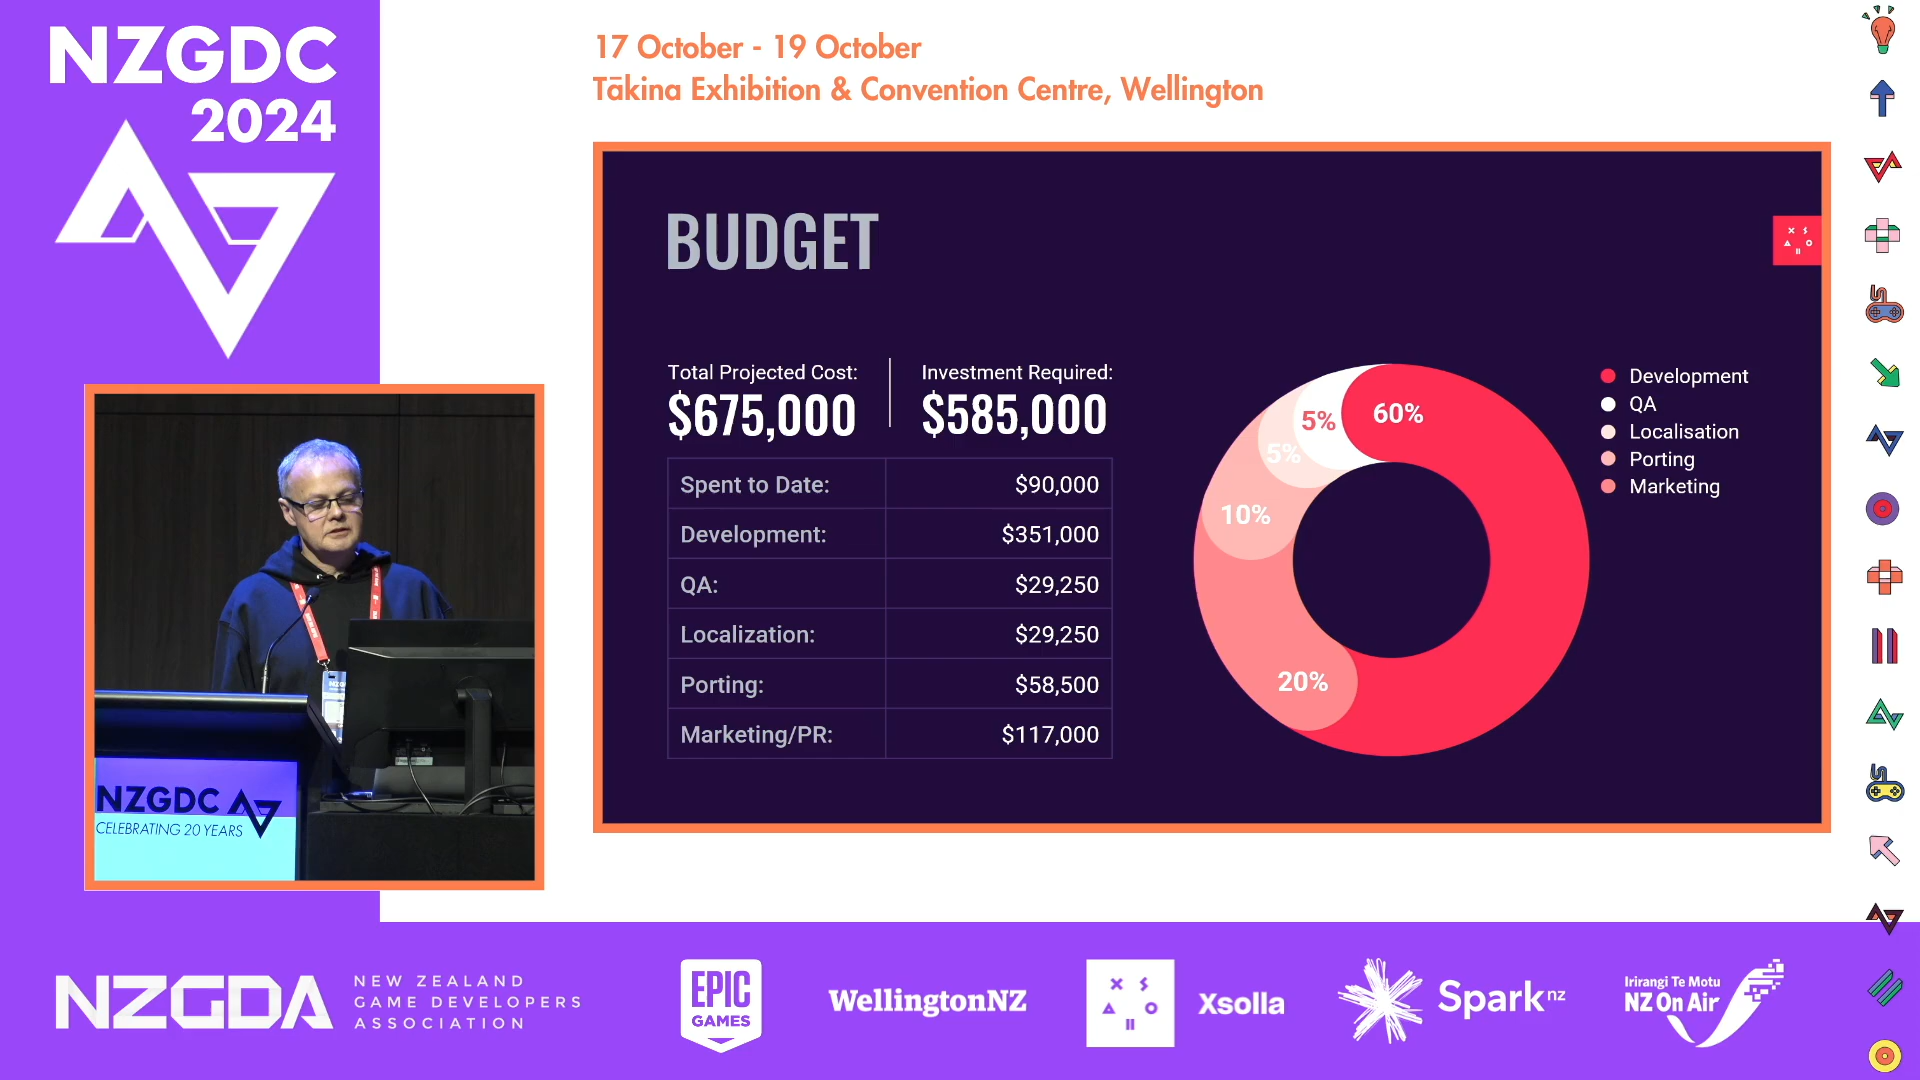 NZGDC
2024
17 October - 19 October
Tākina Exhibition & Convention Centre, Wellington
BUDGET
Total Projected Cost:
$675,000
Investment Required:
$585,000
Spent to Date: $90,000
Development: $351,000
QA: $29,250
Localization: $29,250
Porting: $58,500
Marketing/PR: $117,000
60%
5%
5%
10%
20%
Development
QA
Localisation
Porting
Marketing
NZGDC
CELEBRATING 20 YEARS
NZGDA
NEW ZEALAND
GAME DEVELOPERS
ASSOCIATION
EPIC
GAMES
WellingtonNZ
Xsolla
Spark nz
Irirangi Te Motu
NZ On Air